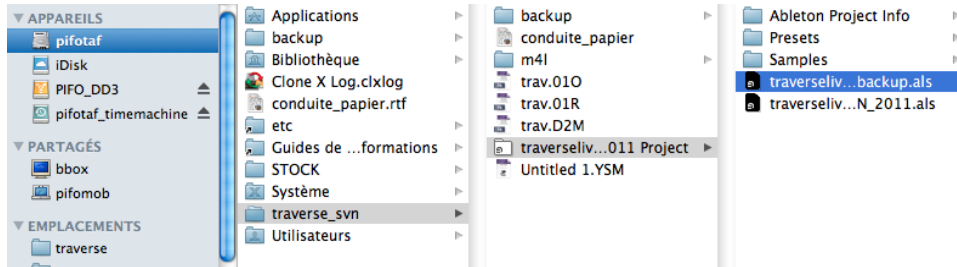 APPAREILS
pifotaf
iDisk
PIFO_DD3
pifotaf_timemachine
PARTAGÉS
bbox
pifomob
EMPLACEMENTS
traverse
Applications
backup
Bibliothèque
Clone X Log.clxlog
conduite_papier.rtf
etc
Guides de ...formations
STOCK
Système
traverse_svn
Utilisateurs
backup
conduite_papier
m4l
trav.01O
trav.01R
trav.D2M
traverseliv...011 Project
Untitled 1.YSM
Ableton Project Info
Presets
Samples
traverseliv...backup.als
traverseliv...N_2011.als